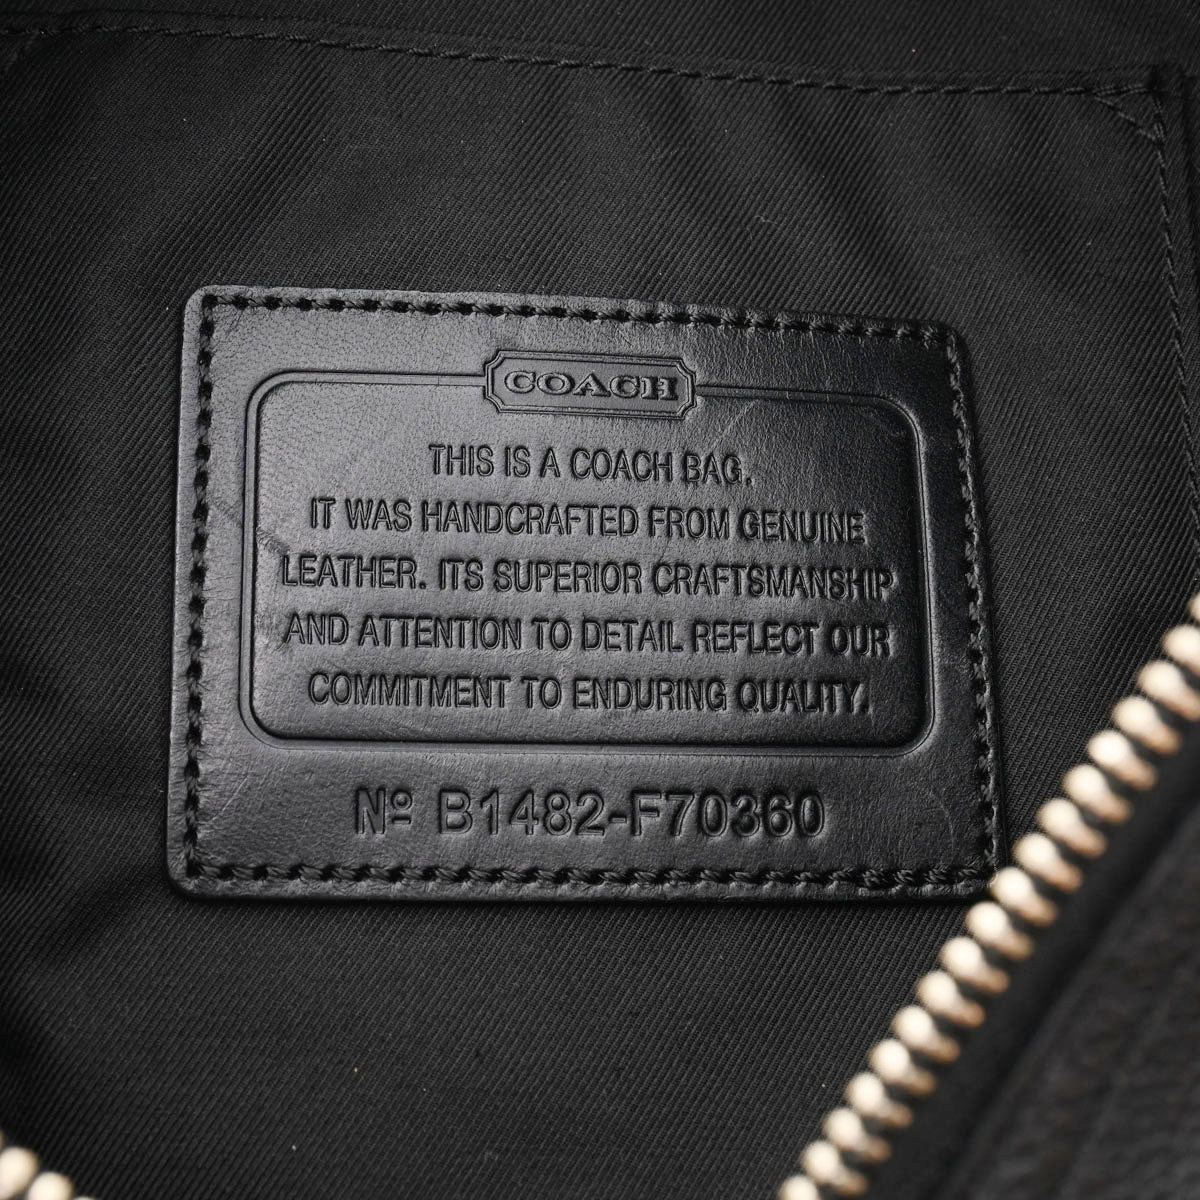 COACH
THIS IS A COACH BAG.
IT WAS HANDCRAFTED FROM GENUINE
LEATHER. ITS SUPERIOR CRAFTSMANSHIP
AND ATTENTION TO DETAIL REFLECT OUR
COMMITMENT TO ENDURING QUALITY.
Nº B1482-F70360